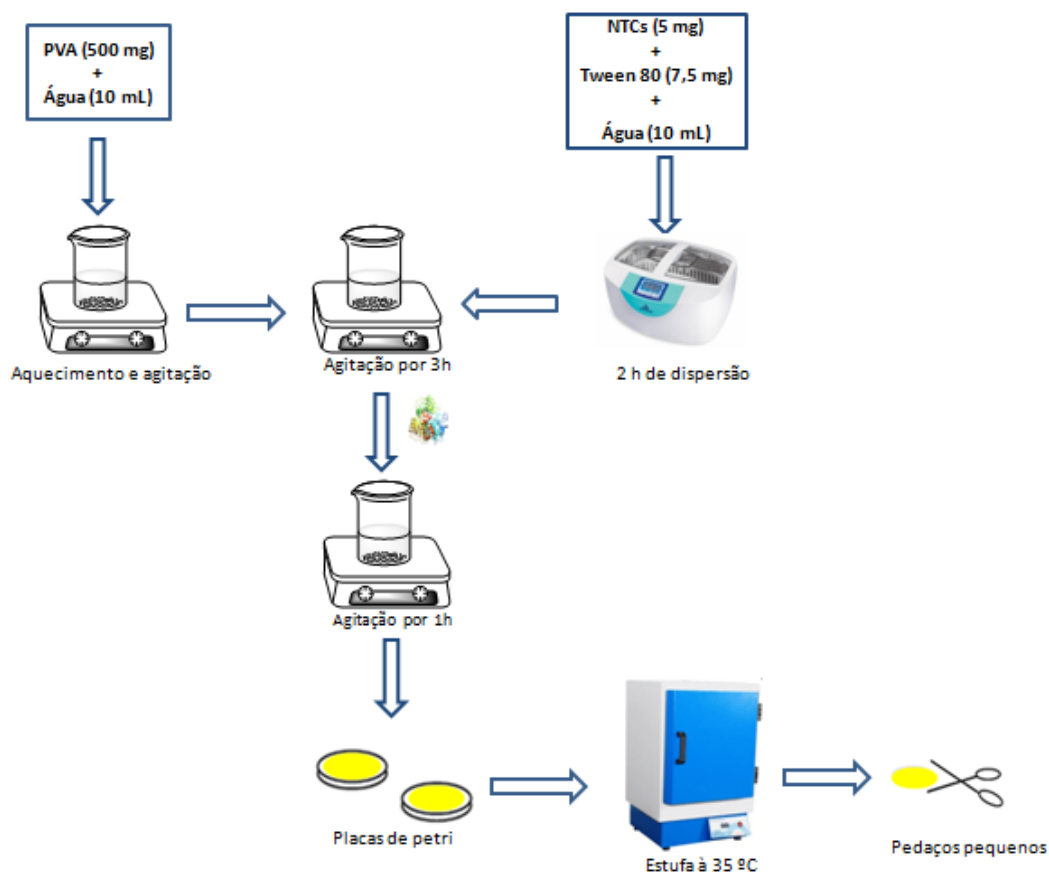 PVA (500 mg)
+
Água (10 mL)
NTCs (5 mg)
+
Tween 80 (7,5 mg)
+
Água (10 mL)
Aquecimento e agitação
Agitação por 3h
2 h de dispersão
Agitação por 1h
Placas de petri
Estufa à 35 ºC
Pedaços pequenos